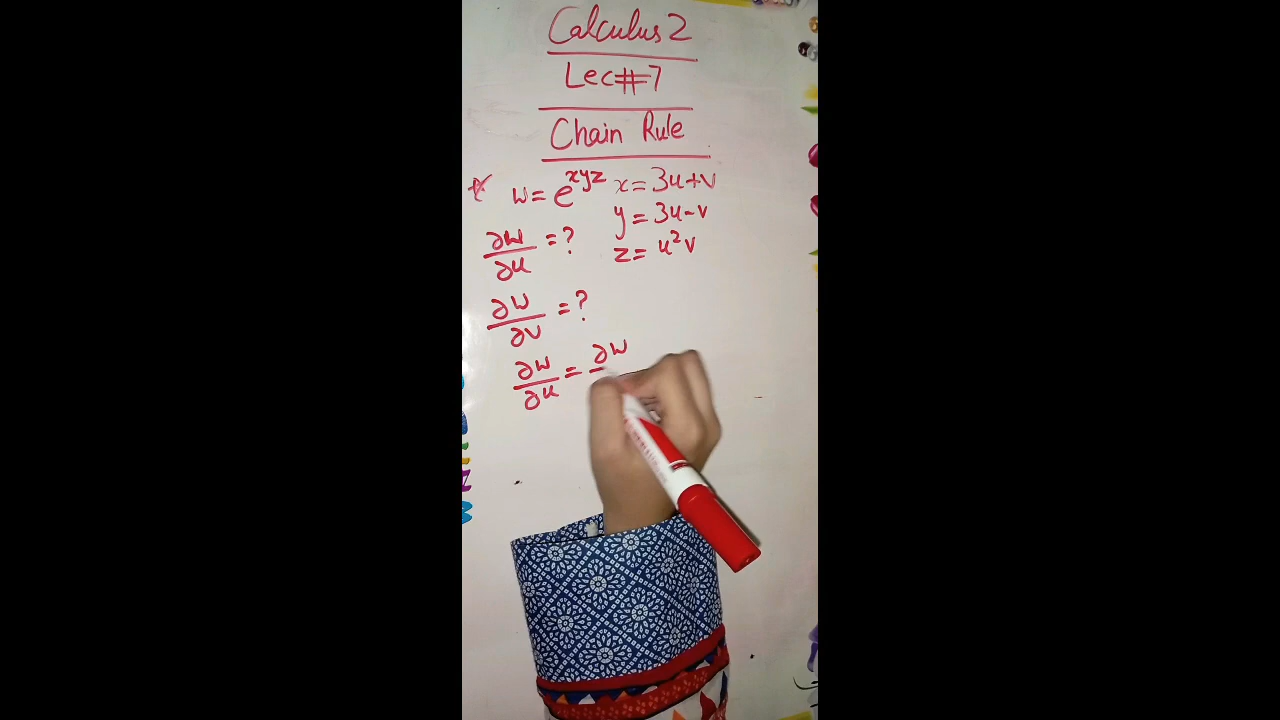 Calculus 2
Lec#7
Chain Rule
w = e^{xyz} x = 3u+v
y = 3u-v
z = u²v
∂w/∂u = ?
∂w/∂v = ?
∂w/∂u = ∂w